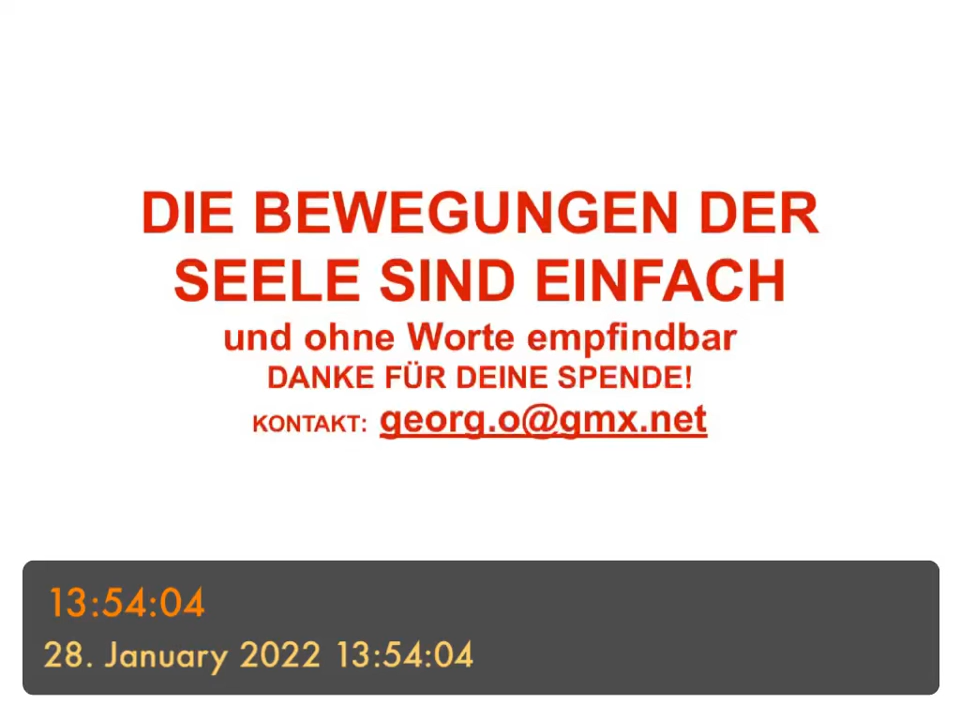 DIE BEWEGUNGEN DER
SEELE SIND EINFACH
und ohne Worte empfindbar
DANKE FÜR DEINE SPENDE!
KONTAKT: georg.o@gmx.net
13:54:04
28. January 2022 13:54:04